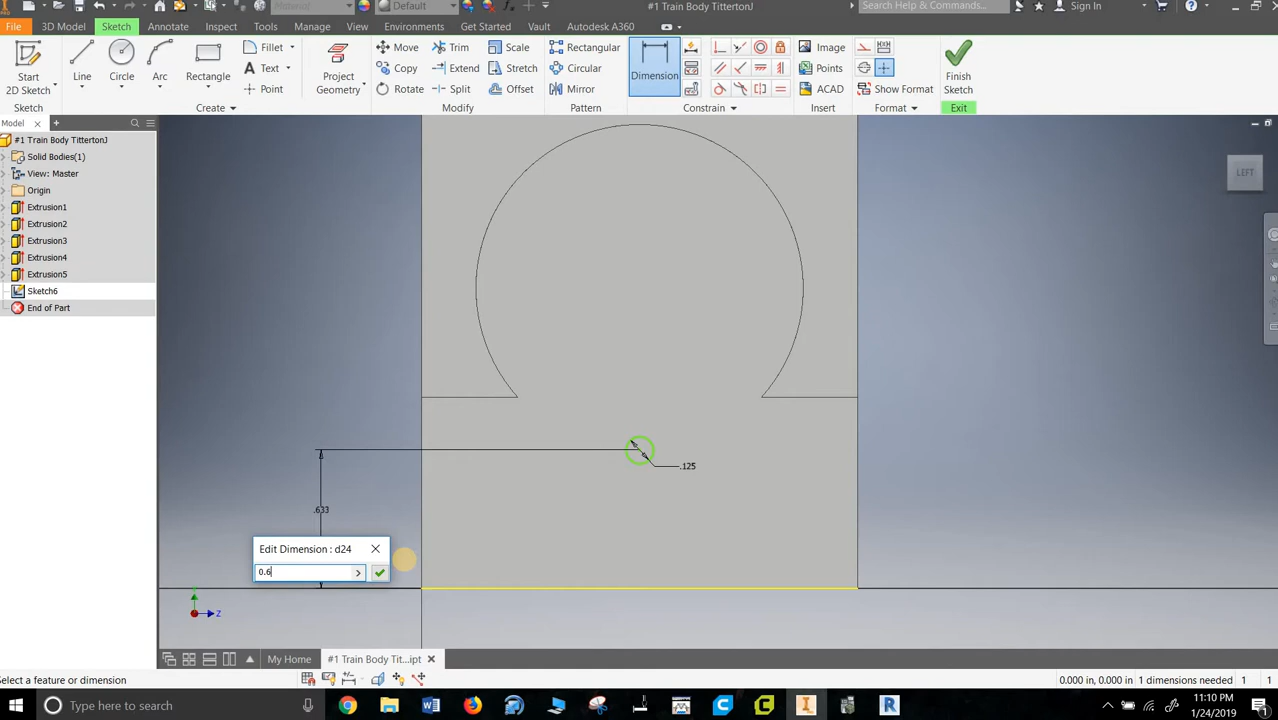 Material
Default
#1 Train Body TittertonJ
Search Help & Commands...
Sign In
File
3D Model
Sketch
Annotate
Inspect
Tools
Manage
View
Environments
Get Started
Vault
Autodesk A360
Start
2D Sketch
Line
Circle
Arc
Rectangle
Fillet
Text
Point
Project
Geometry
Move
Copy
Rotate
Trim
Extend
Split
Scale
Stretch
Offset
Rectangular
Circular
Mirror
Dimension
Image
Points
ACAD
Show Format
Finish
Sketch
Sketch
Create
Modify
Pattern
Constrain
Insert
Format
Exit
Model
#1 Train Body TittertonJ
Solid Bodies(1)
View: Master
Origin
Extrusion1
Extrusion2
Extrusion3
Extrusion4
Extrusion5
Sketch6
End of Part
LEFT
.125
.633
Edit Dimension : d24
0.6
Z
My Home
#1 Train Body Tit...ipt
Select a feature or dimension
0.000 in, 0.000 in
1 dimensions needed
1
1
Type here to search
11:10 PM
1/24/2019